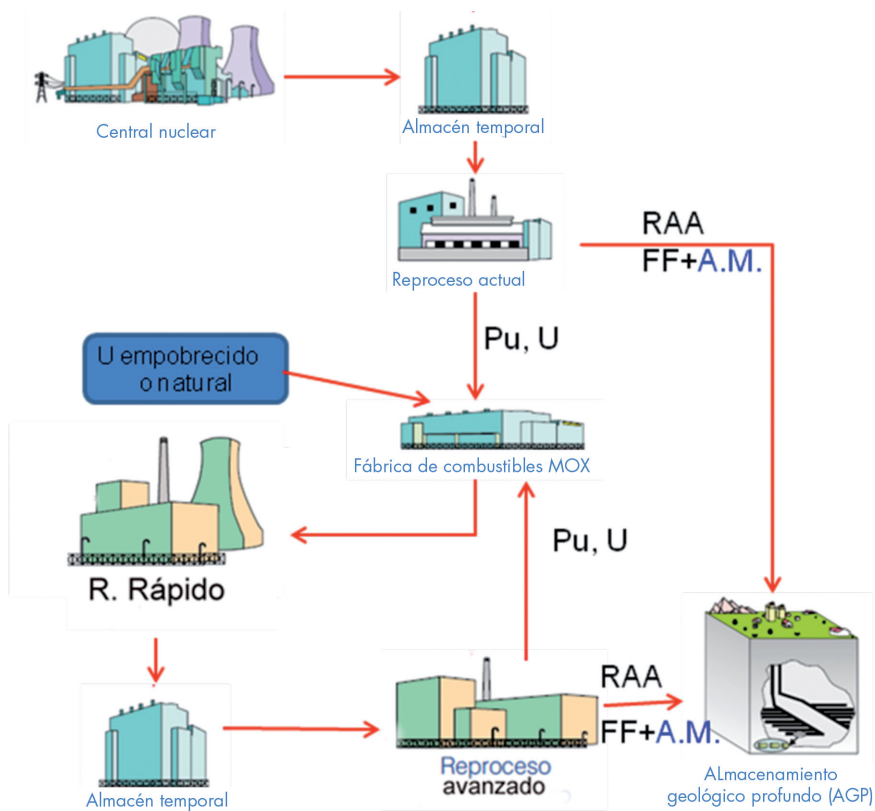 Central nuclear
Almacén temporal
Reproceso actual
RAA
FF+A.M.
Pu, U
U empobrecido
o natural
Fábrica de combustibles MOX
R. Rápido
Pu, U
Almacén temporal
Reproceso
avanzado
RAA
FF+A.M.
ALmacenamiento
geológico profundo (AGP)